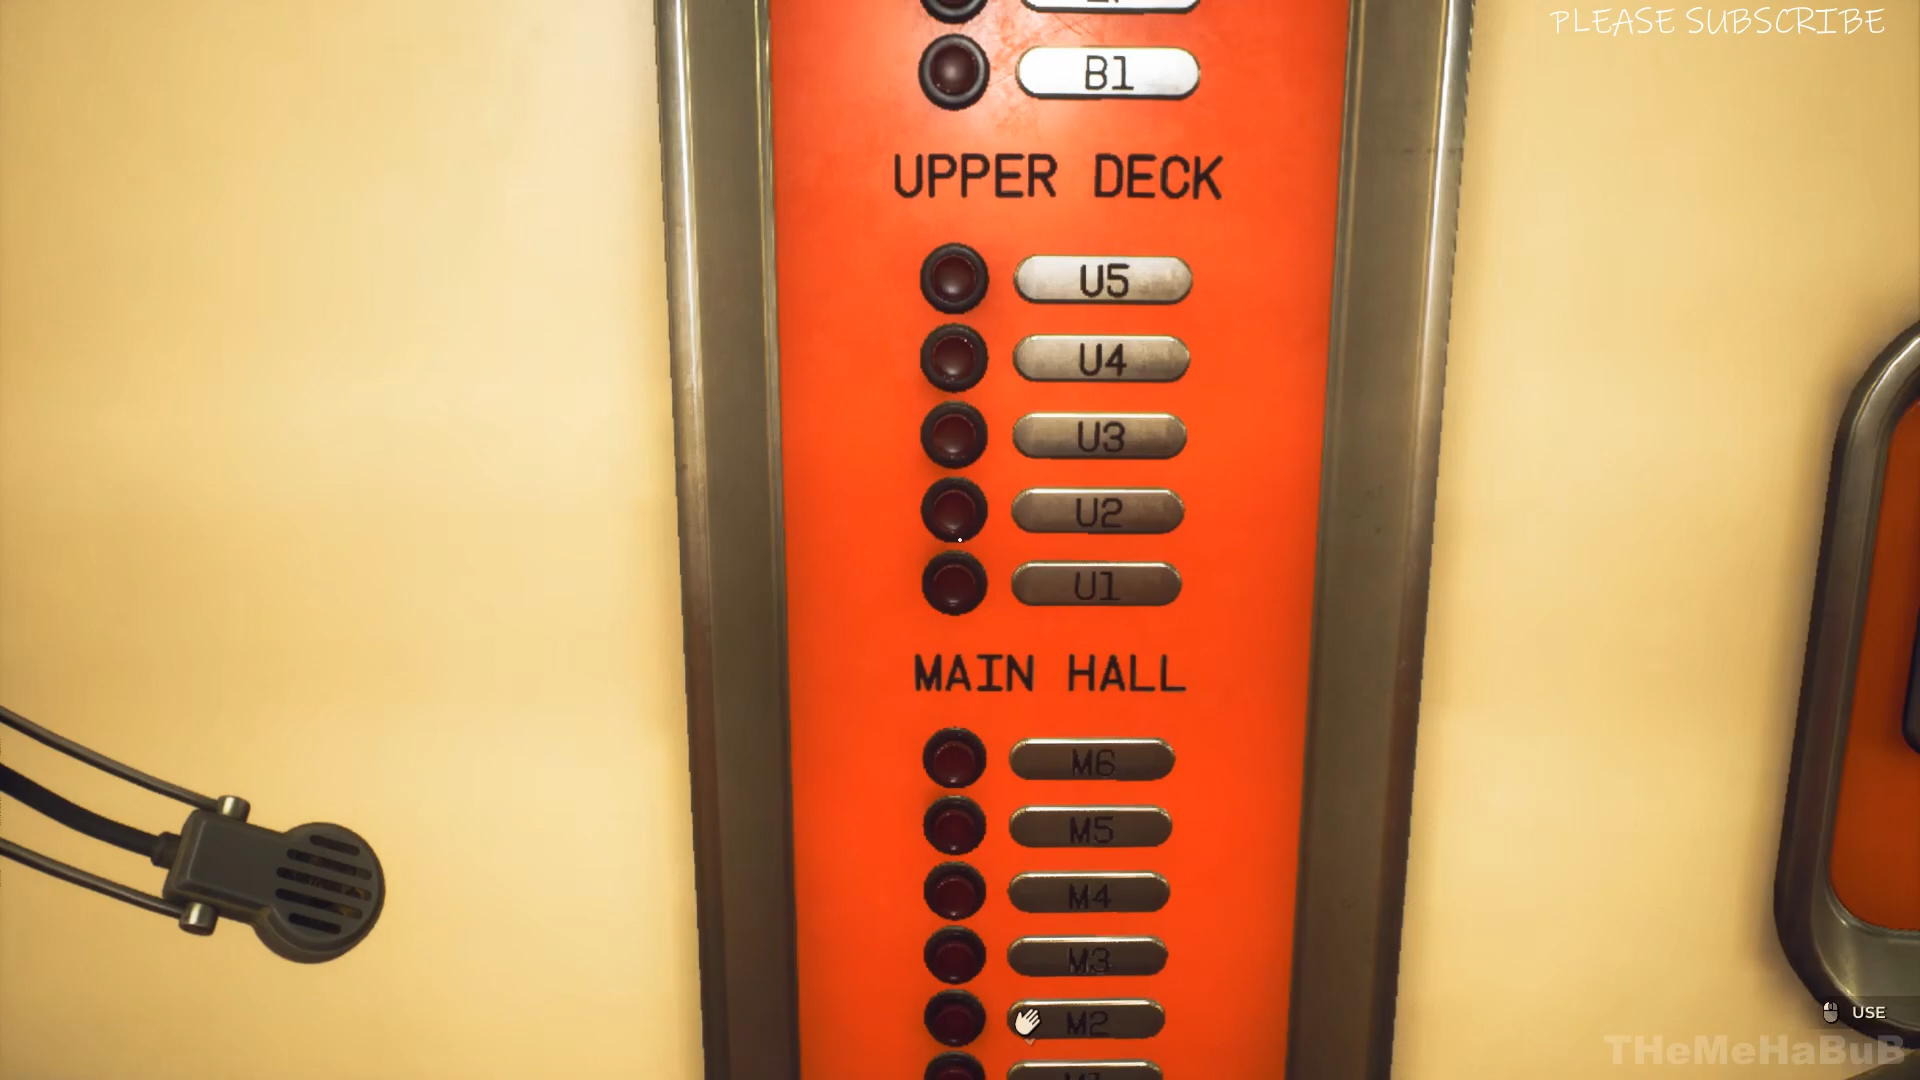 PLEASE SUBSCRIBE
B1
UPPER DECK
U5
U4
U3
U2
U1
MAIN HALL
M6
M5
M4
M3
M2
USE
THeMeHaBuB